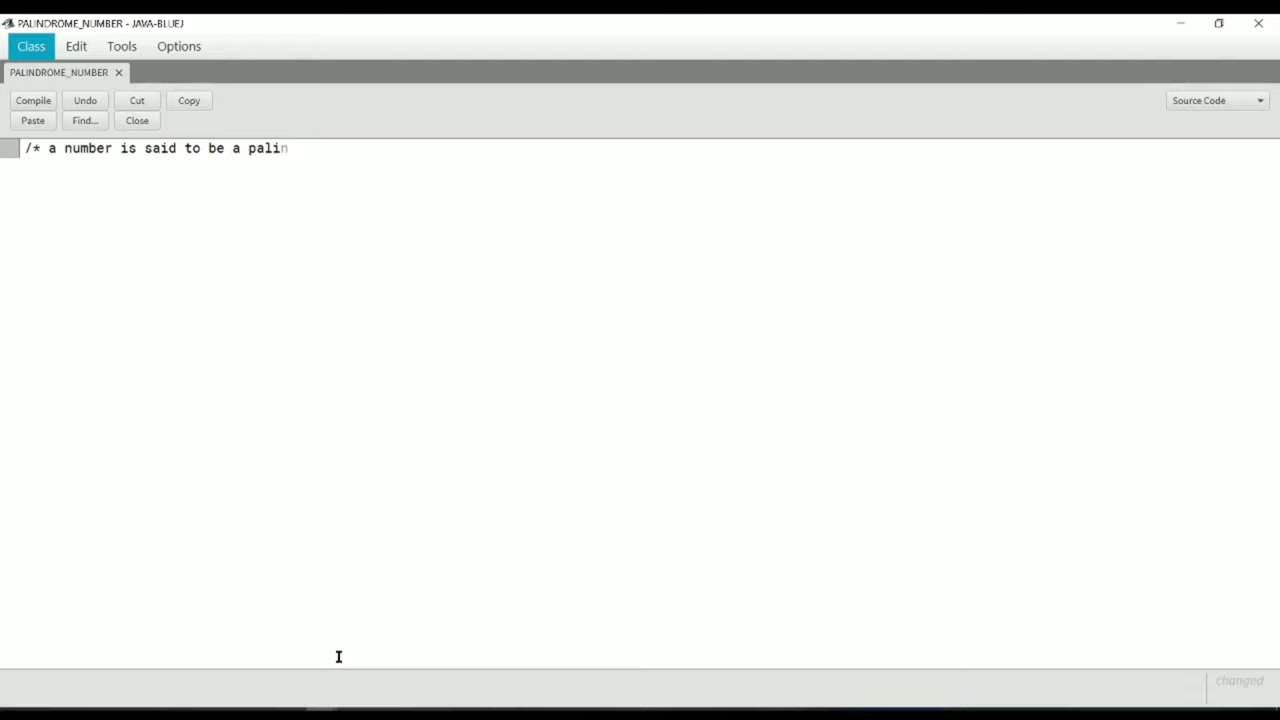 PALINDROME_NUMBER - JAVA-BLUEJ
Class Edit Tools Options
PALINDROME_NUMBER ×
Compile Undo Cut Copy Source Code
Paste Find... Close
/* a number is said to be a palin
changed